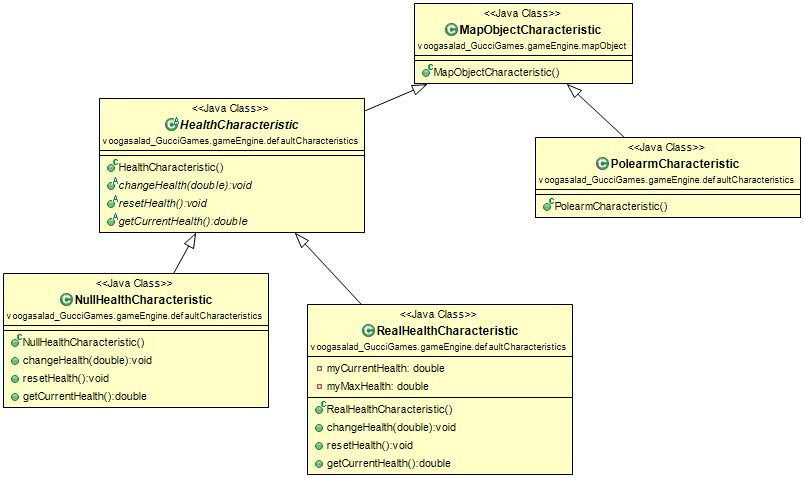 <<Java Class>>
MapObjectCharacteristic
voogasalad_GucciGames.gameEngine.mapObject
MapObjectCharacteristic()
<<Java Class>>
HealthCharacteristic
voogasalad_GucciGames.gameEngine.defaultCharacteristics
HealthCharacteristic()
changeHealth(double):void
resetHealth():void
getCurrentHealth():double
<<Java Class>>
PolearmCharacteristic
voogasalad_GucciGames.gameEngine.defaultCharacteristics
PolearmCharacteristic()
<<Java Class>>
NullHealthCharacteristic
voogasalad_GucciGames.gameEngine.defaultCharacteristics
NullHealthCharacteristic()
changeHealth(double):void
resetHealth():void
getCurrentHealth():double
<<Java Class>>
RealHealthCharacteristic
voogasalad_GucciGames.gameEngine.defaultCharacteristics
myCurrentHealth: double
myMaxHealth: double
RealHealthCharacteristic()
changeHealth(double):void
resetHealth():void
getCurrentHealth():double